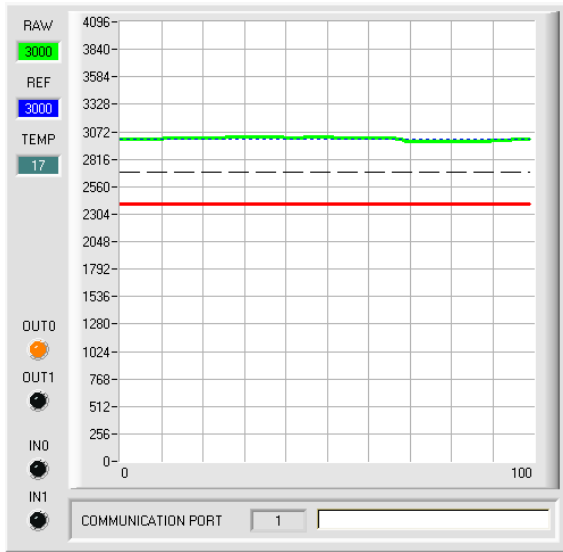 RAW
3000
REF
3000
TEMP
17
OUT0
OUT1
IN0
IN1
4096
3840
3584
3328
3072
2816
2560
2304
2048
1792
1536
1280
1024
768
512
256
0
0 100
COMMUNICATION PORT 1